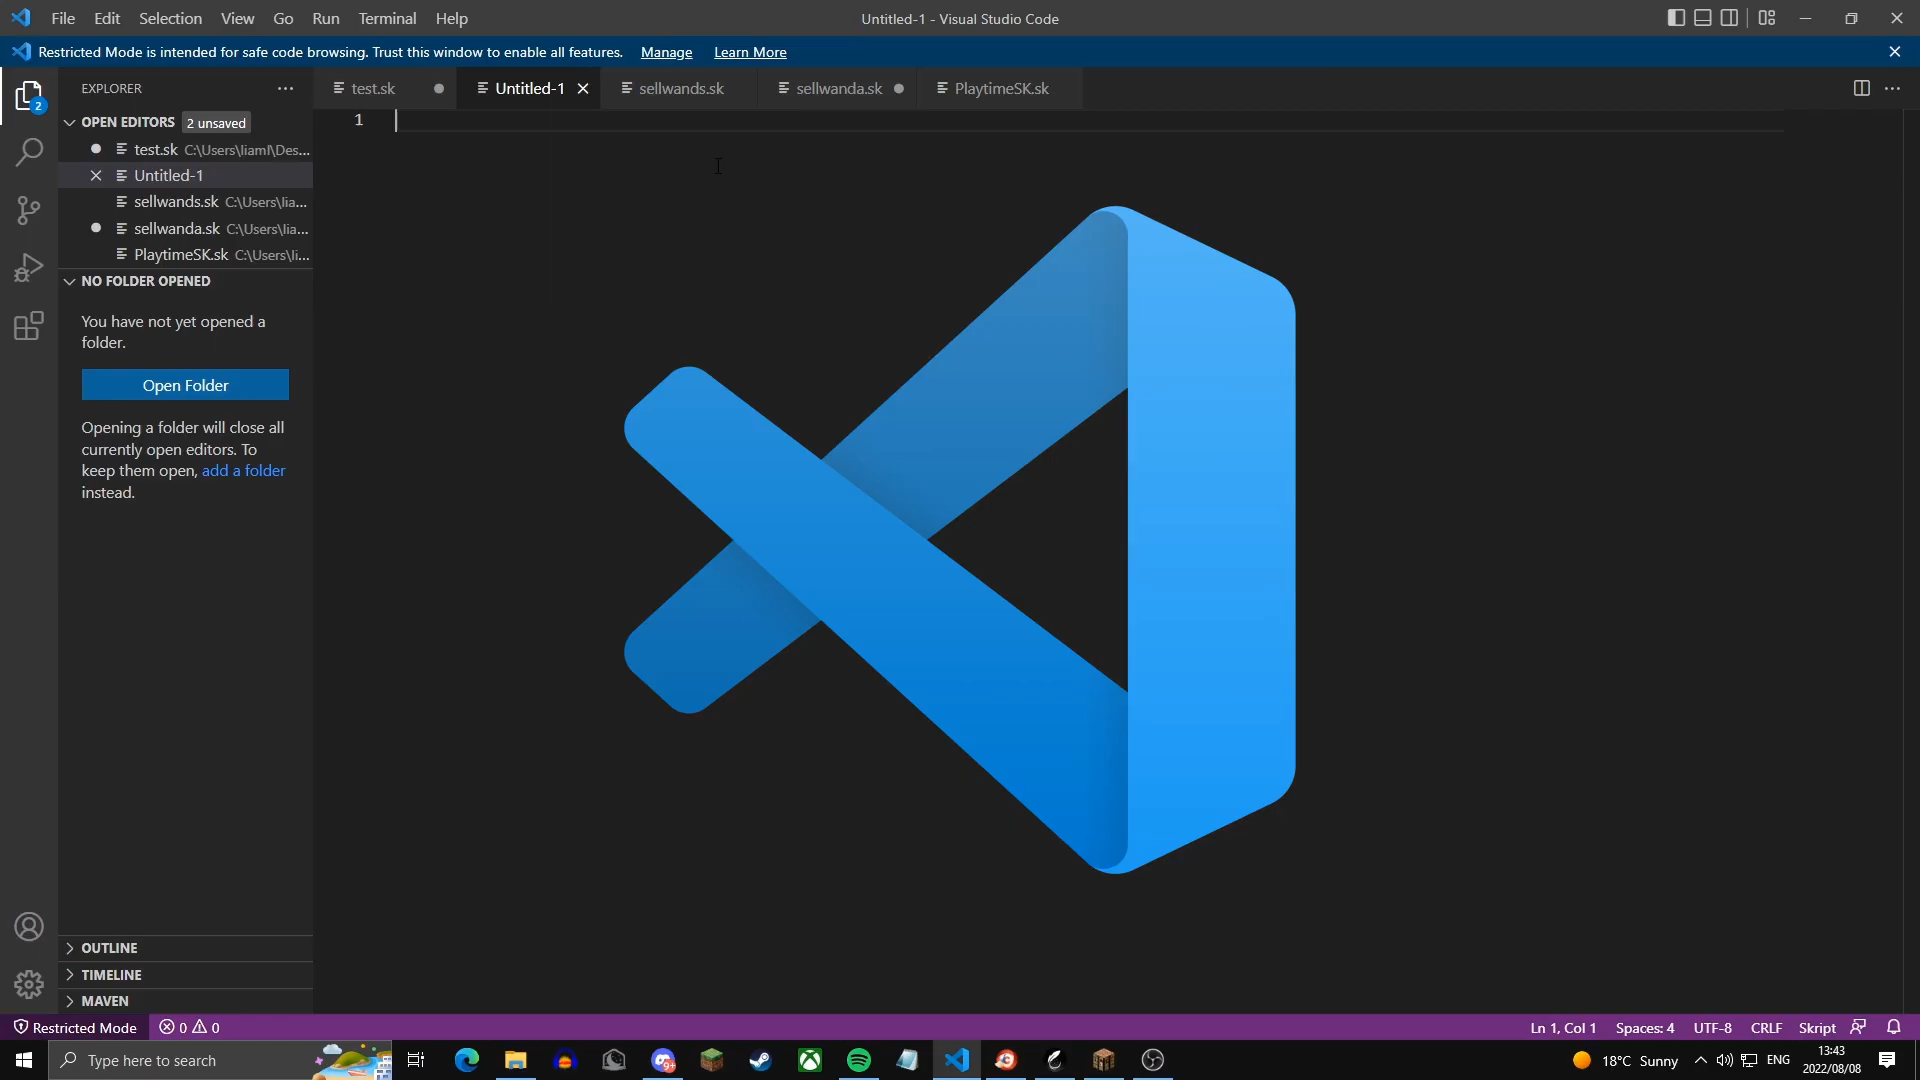 File Edit Selection View Go Run Terminal Help
Untitled-1 - Visual Studio Code
Restricted Mode is intended for safe code browsing. Trust this window to enable all features. Manage Learn More
EXPLORER
test.sk Untitled-1 sellwands.sk sellwanda.sk PlaytimeSK.sk
2
OPEN EDITORS 2 unsaved
1
test.sk C:\Users\liaml\Des...
Untitled-1
sellwands.sk C:\Users\lia...
sellwanda.sk C:\Users\lia...
PlaytimeSK.sk C:\Users\li...
NO FOLDER OPENED
You have not yet opened a
folder.
Open Folder
Opening a folder will close all
currently open editors. To
keep them open, add a folder
instead.
OUTLINE
TIMELINE
MAVEN
Restricted Mode 0 0
Ln 1, Col 1 Spaces: 4 UTF-8 CRLF Skript
Type here to search
9+
18°C Sunny
ENG
13:43
2022/08/08